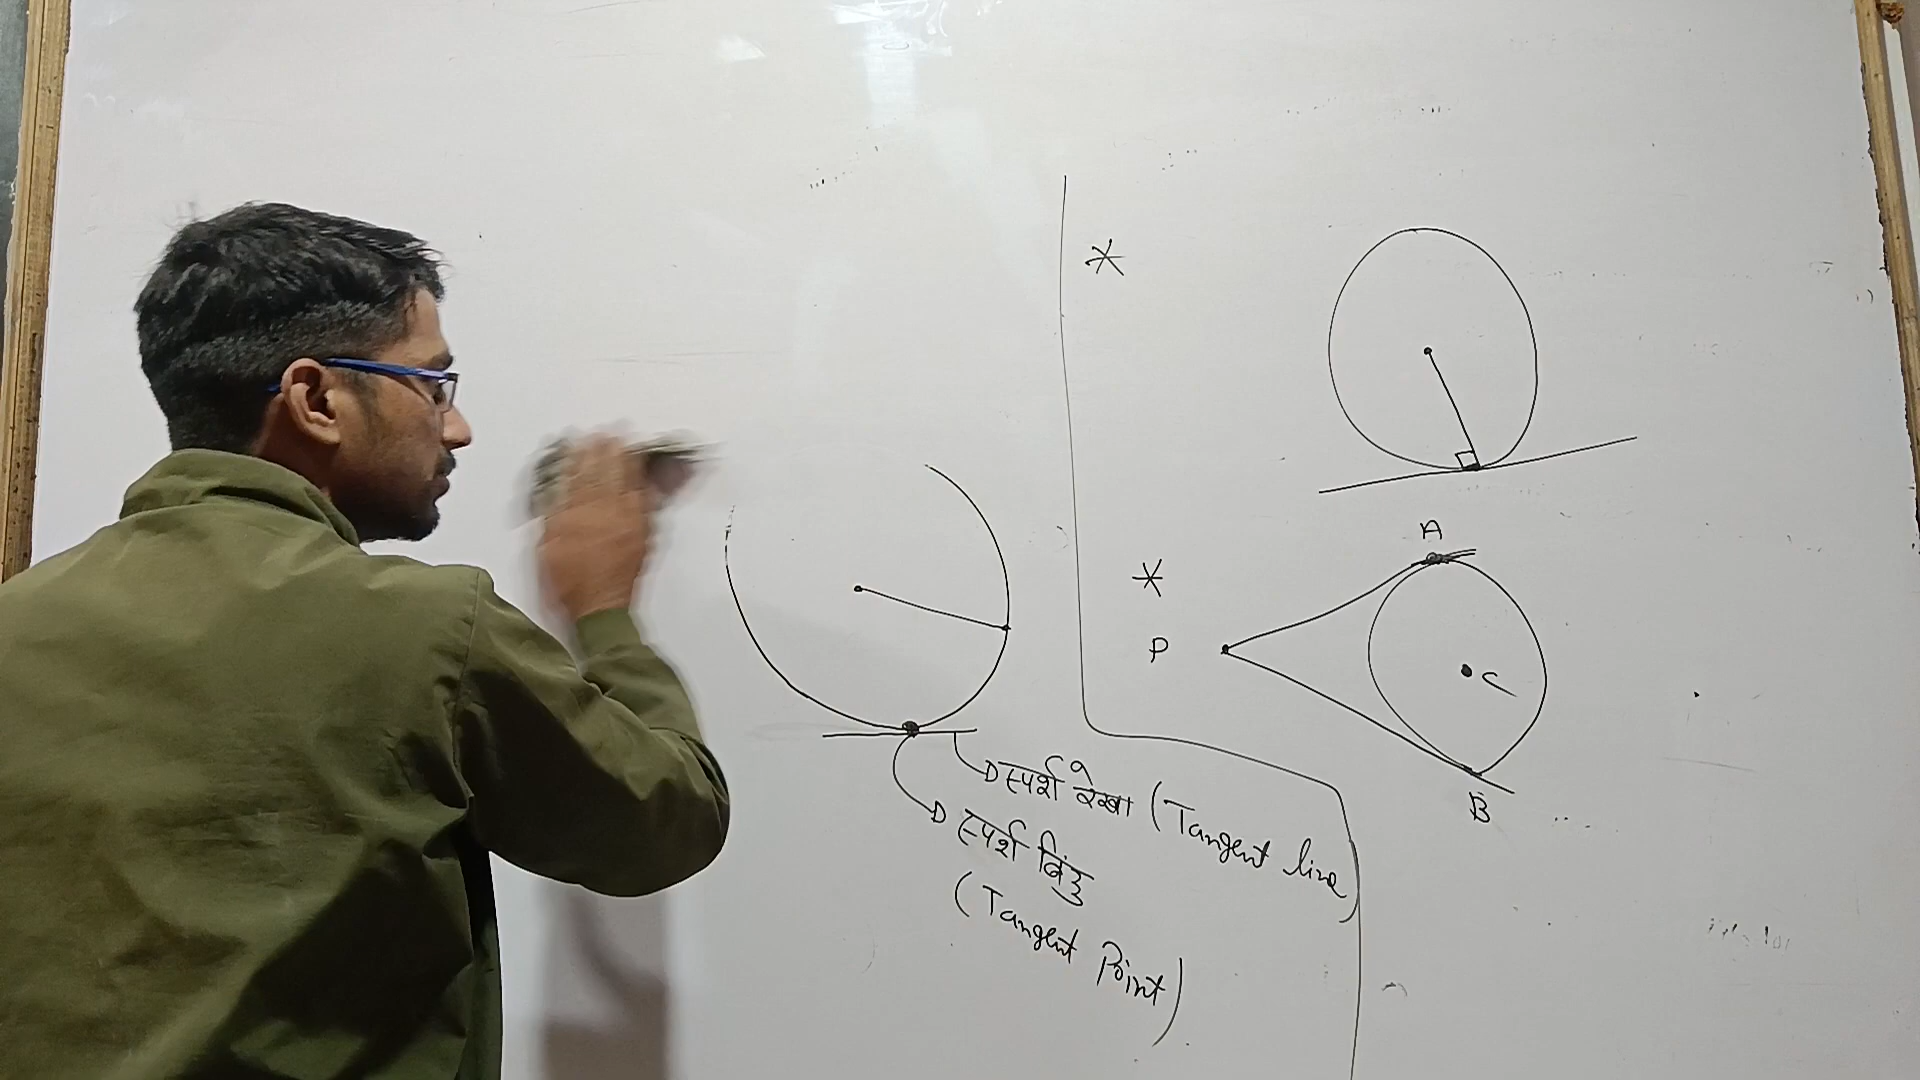 स्पर्श रेखा (Tangent line)
स्पर्श बिंदु
(Tangent Point)
*
*
A
P
C
B